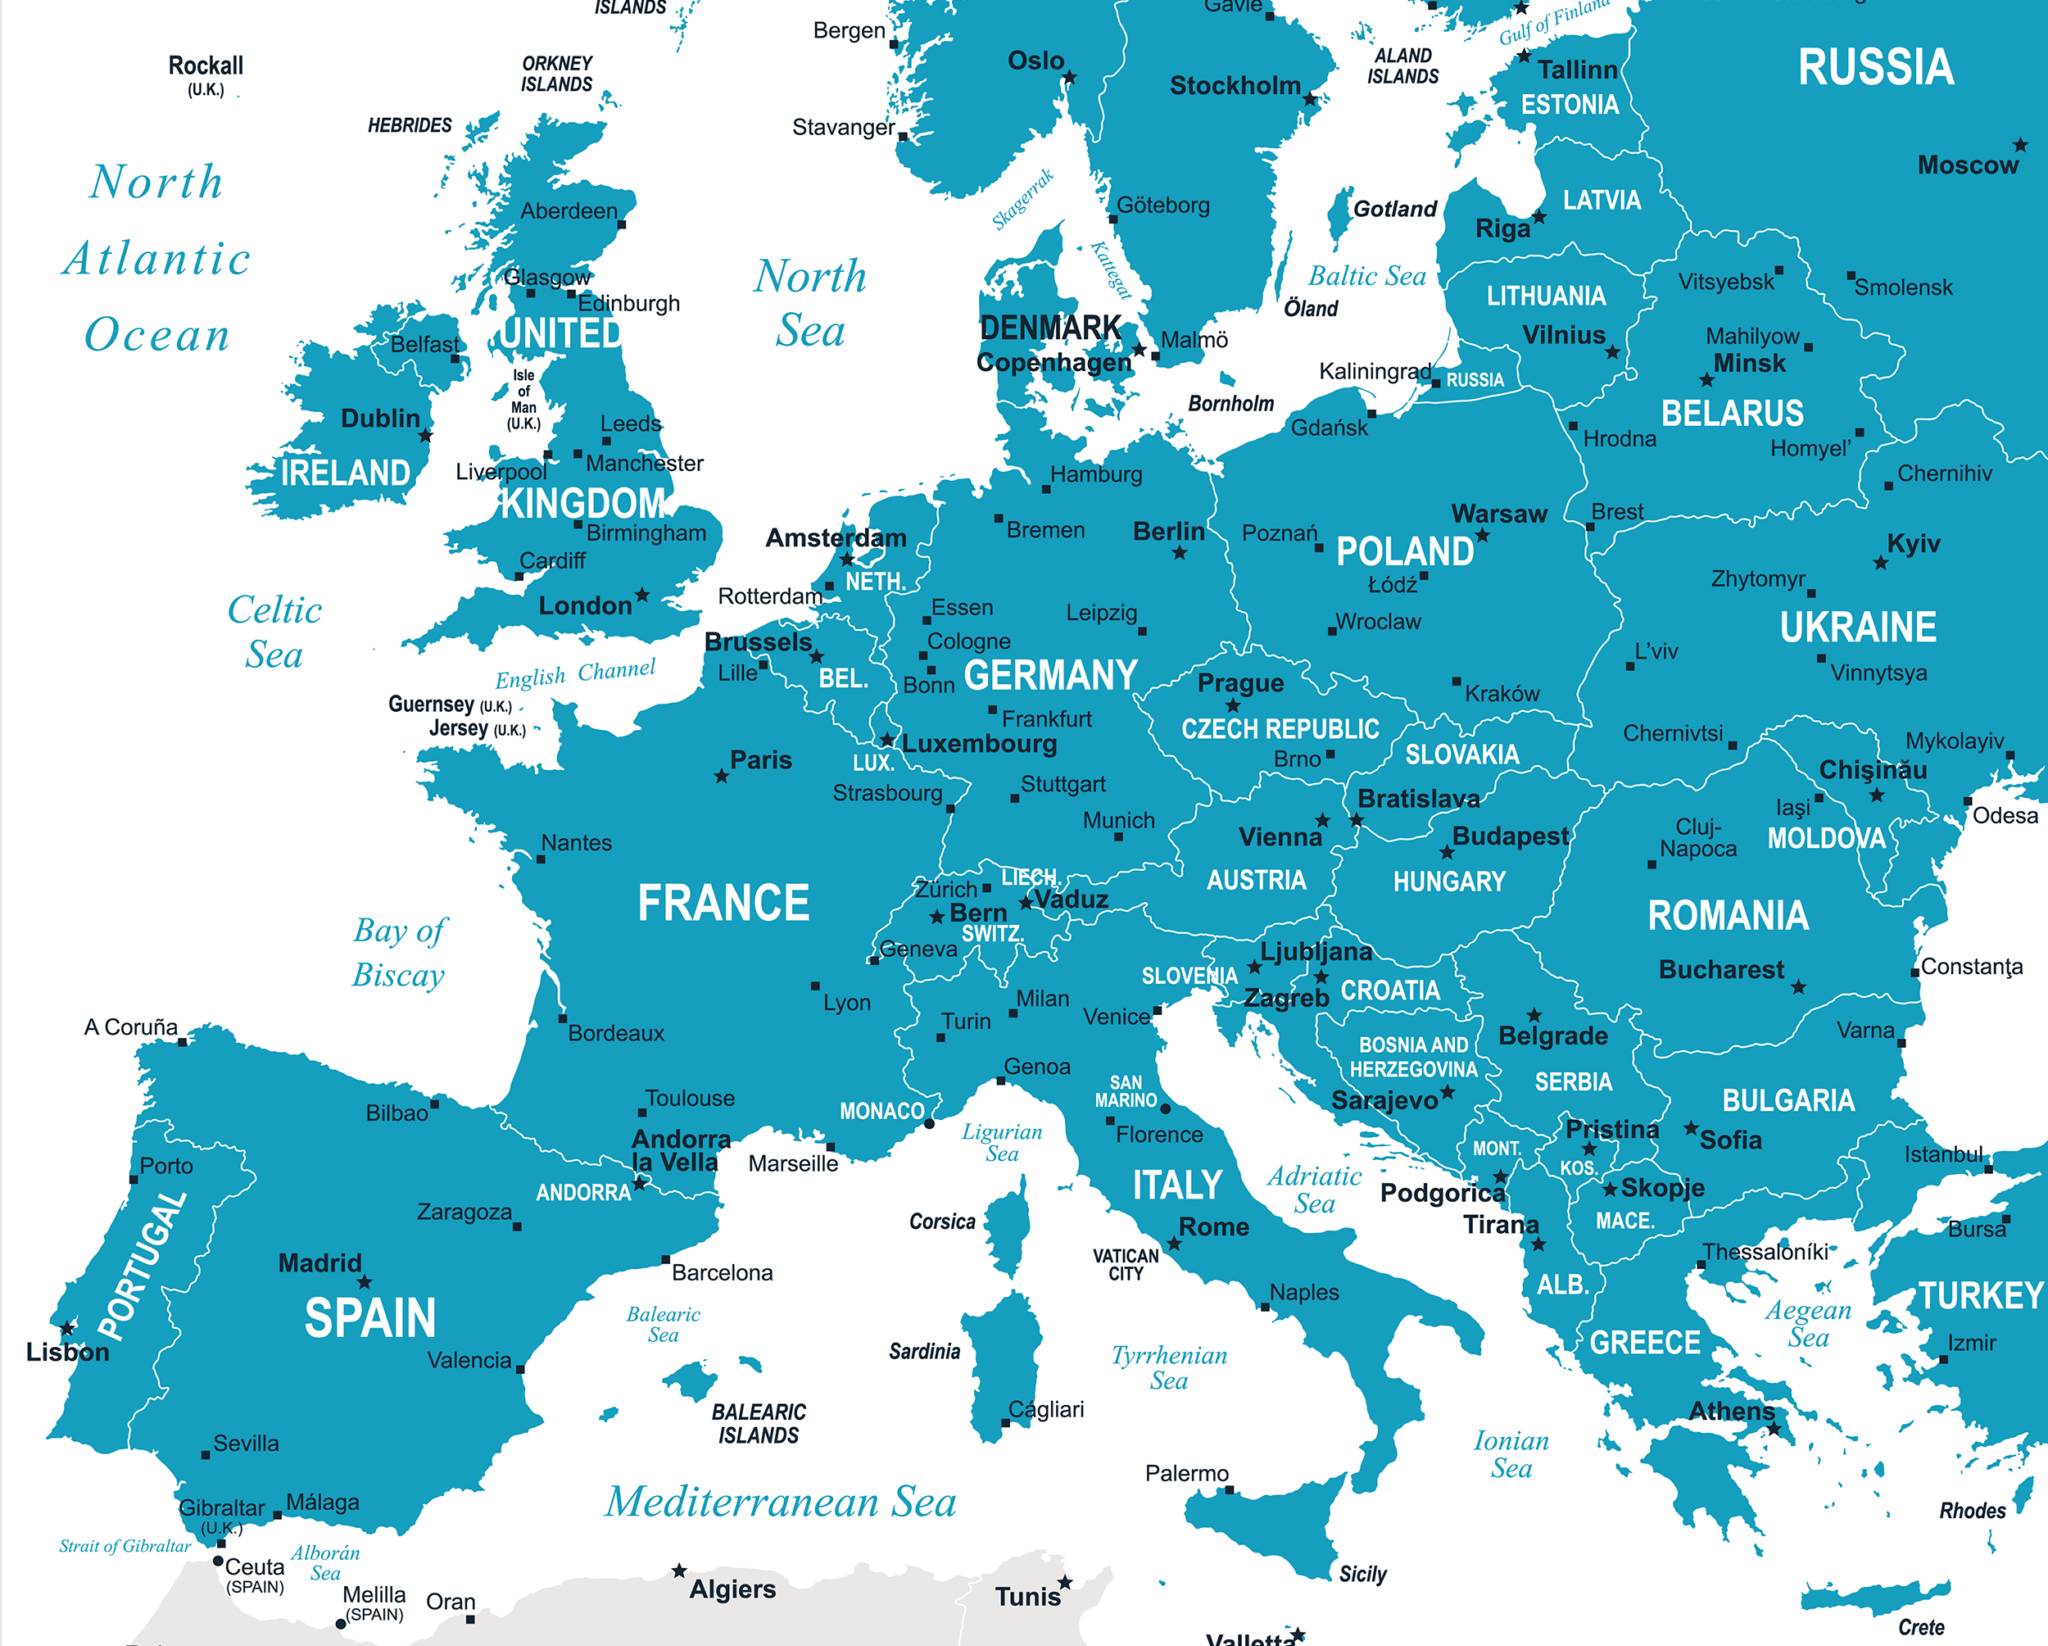 ISLANDS
Bergen
Gävle
Gulf of Finland
Rockall
(U.K.)
ORKNEY
ISLANDS
Oslo
Stockholm
ALAND
ISLANDS
Tallinn
ESTONIA
RUSSIA
HEBRIDES
Stavanger
Moscow
North
Atlantic
Ocean
Aberdeen
Skagerrak
Göteborg
Gotland
LATVIA
Riga
Glasgow
Edinburgh
North
Sea
Kattegat
Baltic Sea
Öland
LITHUANIA
Vilnius
Vitsyebsk
Smolensk
UNITED
KINGDOM
Belfast
DENMARK
Copenhagen
Malmö
Mahilyow
Minsk
BELARUS
Isle
of
Man
(U.K.)
Kaliningrad
RUSSIA
Bornholm
Dublin
IRELAND
Leeds
Liverpool
Manchester
Gdańsk
Hrodna
Homyel'
Hamburg
Chernihiv
Birmingham
Amsterdam
Bremen
Berlin
Poznań
Warsaw
POLAND
Brest
Kyiv
Cardiff
NETH.
Łódź
Zhytomyr
Celtic
Sea
London
Rotterdam
Essen
Leipzig
Wroclaw
UKRAINE
Brussels
Lille
BEL.
Cologne
Bonn
GERMANY
L'viv
Vinnytsya
English Channel
Prague
Kraków
Guernsey (U.K.)
Jersey (U.K.)
Frankfurt
CZECH REPUBLIC
Brno
SLOVAKIA
Chernivtsi
Mykolayiv
Paris
Luxembourg
LUX.
Strasbourg
Stuttgart
Munich
Bratislava
Vienna
Budapest
Chişinău
Iaşi
MOLDOVA
Odesa
Cluj-
Napoca
Nantes
FRANCE
LIECH.
Zürich
Vaduz
Bern
SWITZ.
AUSTRIA
HUNGARY
ROMANIA
Bay of
Biscay
Geneva
Ljubljana
SLOVENIA
Zagreb
CROATIA
Bucharest
Constanţa
Lyon
Milan
Turin
Venice
A Coruña
Bordeaux
BOSNIA AND
HERZEGOVINA
Belgrade
Varna
Genoa
SERBIA
Bilbao
Toulouse
MONACO
SAN
MARINO
Sarajevo
BULGARIA
Andorra
la Vella
Marseille
Ligurian
Sea
Florence
Pristina
Sofia
Porto
ANDORRA
ITALY
Adriatic
Sea
MONT.
KOS.
Istanbul
PORTUGAL
Zaragoza
Corsica
Rome
Podgorica
Skopje
Tirana
MACE.
Bursa
Madrid
Barcelona
VATICAN
CITY
Thessaloníki
SPAIN
Balearic
Sea
Naples
ALB.
TURKEY
Lisbon
Valencia
Sardinia
Tyrrhenian
Sea
GREECE
Aegean
Sea
Izmir
BALEARIC
ISLANDS
Cágliari
Ionian
Sea
Athens
Sevilla
Palermo
Gibraltar
(U.K.)
Málaga
Mediterranean Sea
Rhodes
Strait of Gibraltar
Alborán
Sea
Ceuta
(SPAIN)
Melilla
(SPAIN)
Oran
Algiers
Tunis
Sicily
Crete
Valletta